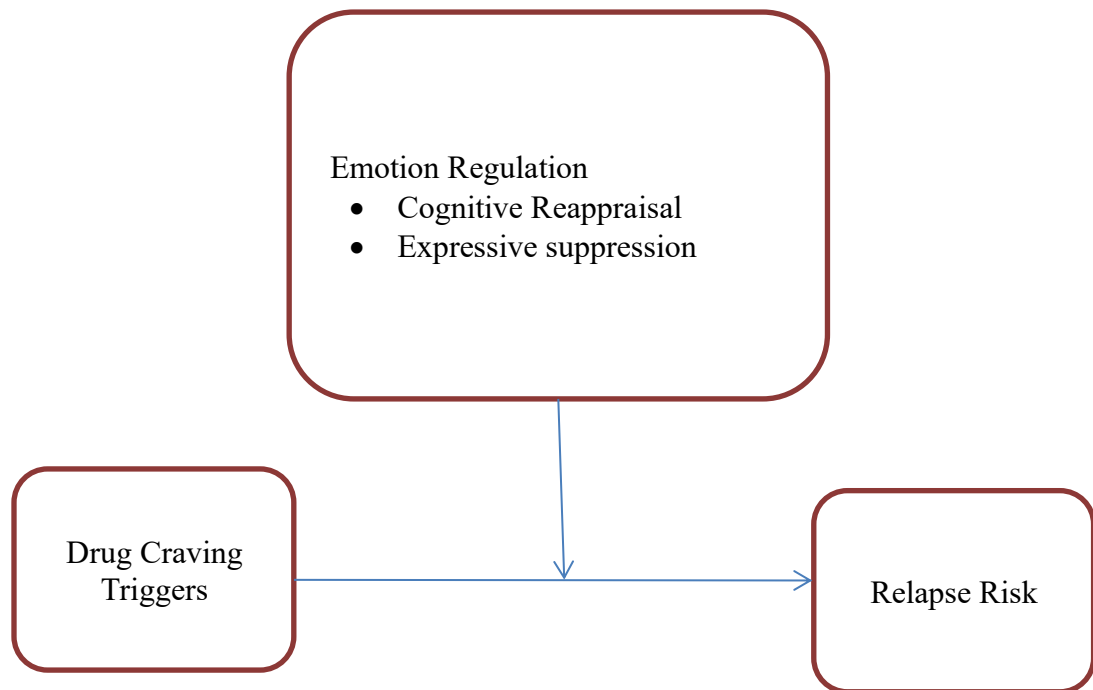 Emotion Regulation
• Cognitive Reappraisal
• Expressive suppression
Drug Craving
Triggers
Relapse Risk